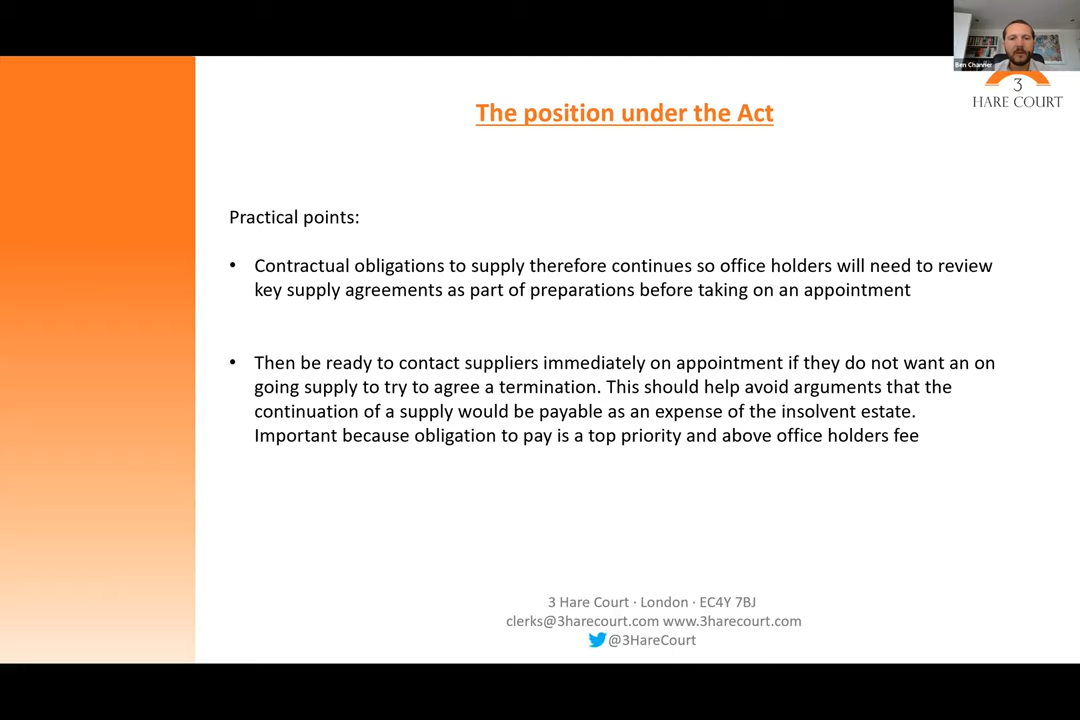 Ben Channer
3
HARE COURT
The position under the Act
Practical points:
• Contractual obligations to supply therefore continues so office holders will need to review
key supply agreements as part of preparations before taking on an appointment
• Then be ready to contact suppliers immediately on appointment if they do not want an on
going supply to try to agree a termination. This should help avoid arguments that the
continuation of a supply would be payable as an expense of the insolvent estate.
Important because obligation to pay is a top priority and above office holders fee
3 Hare Court · London · EC4Y 7BJ
clerks@3harecourt.com www.3harecourt.com
@3HareCourt